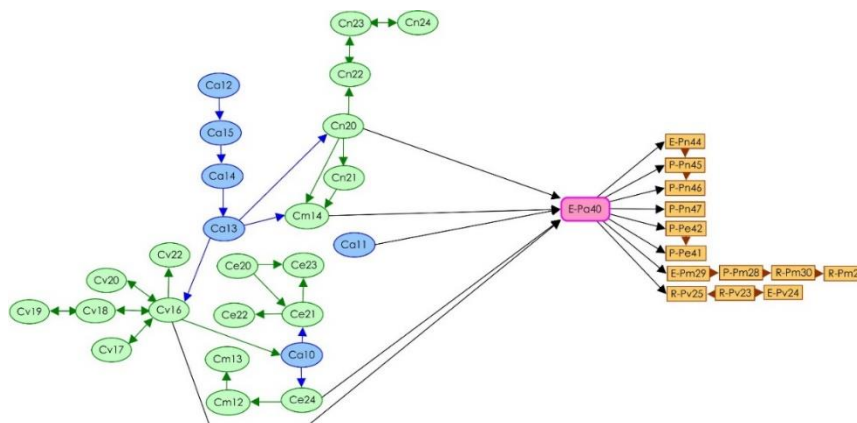 Cn23
Cn24
Cn22
Ca12
Ca15
Cn20
E-Pn44
P-Pn45
Ca14
Cn21
P-Pn46
E-Pa40
P-Pn47
Cm14
Ca13
P-Pe42
Ca11
P-Pe41
Cv22
Ce20
Ce23
E-Pm29
P-Pm28
R-Pm30
Cv20
R-Pv25
R-Pv23
E-Pv24
Cv19
Cv18
Cv16
Ce22
Ce21
Cv17
Cm13
Ca10
Cm12
Ce24